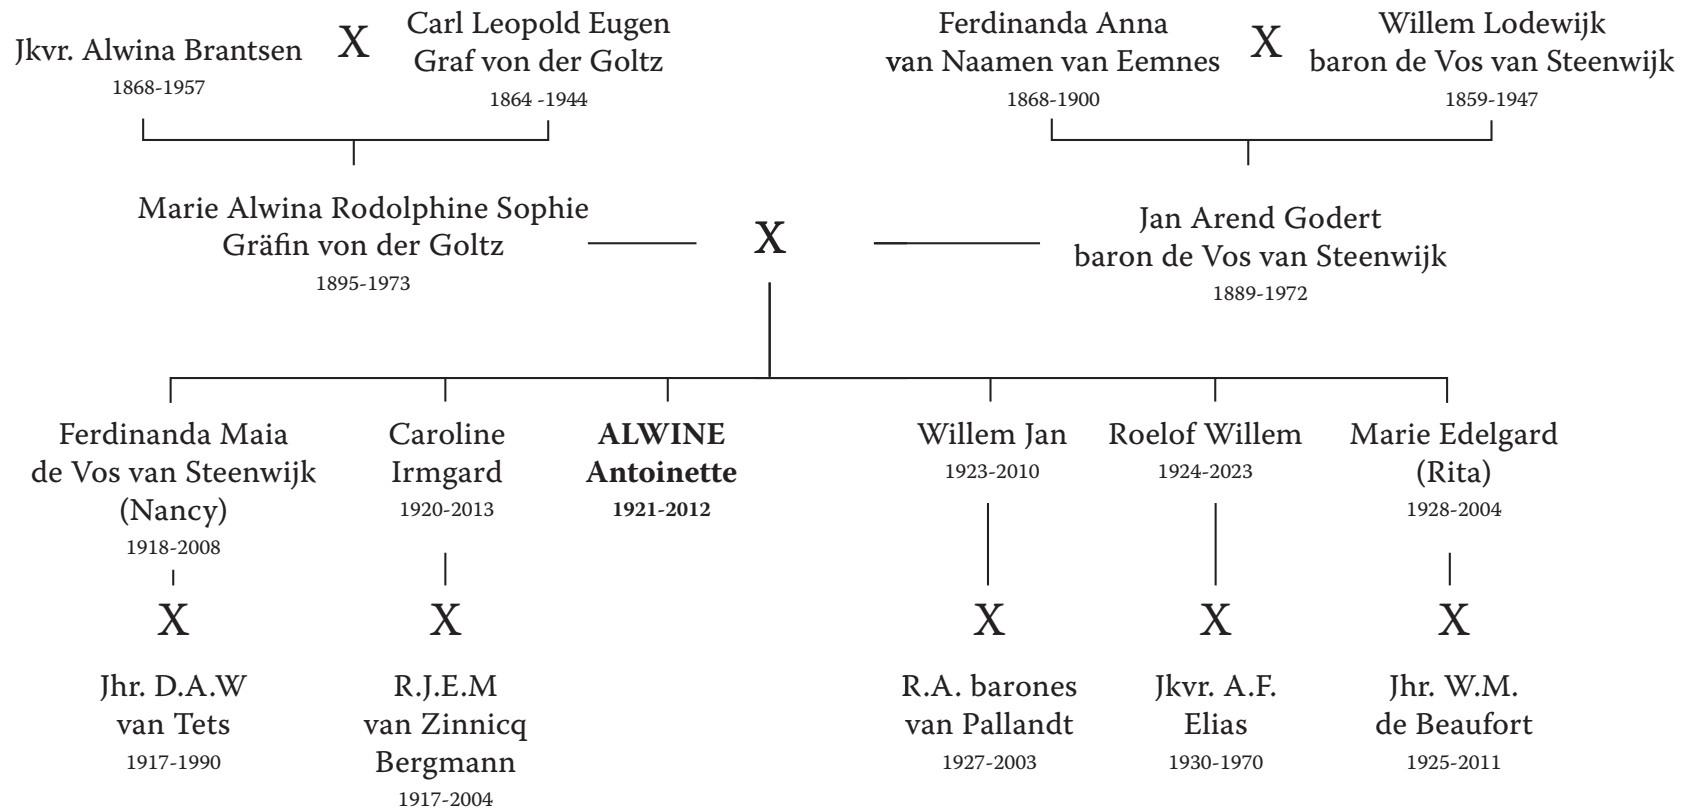 Jkvr. Alwina Brantsen
1868-1957
X
Carl Leopold Eugen
Graf von der Goltz
1864 -1944
Ferdinanda Anna
van Naamen van Eemnes
1868-1900
X
Willem Lodewijk
baron de Vos van Steenwijk
1859-1947
Marie Alwina Rodolphine Sophie
Gräfin von der Goltz
1895-1973
X
Jan Arend Godert
baron de Vos van Steenwijk
1889-1972
Ferdinanda Maia
de Vos van Steenwijk
(Nancy)
1918-2008
X
Jhr. D.A.W
van Tets
1917-1990
Caroline
Irmgard
1920-2013
X
R.J.E.M
van Zinnicq
Bergmann
1917-2004
ALWINE
Antoinette
1921-2012
Willem Jan
1923-2010
X
R.A. barones
van Pallandt
1927-2003
Roelof Willem
1924-2023
X
Jkvr. A.F.
Elias
1930-1970
Marie Edelgard
(Rita)
1928-2004
X
Jhr. W.M.
de Beaufort
1925-2011